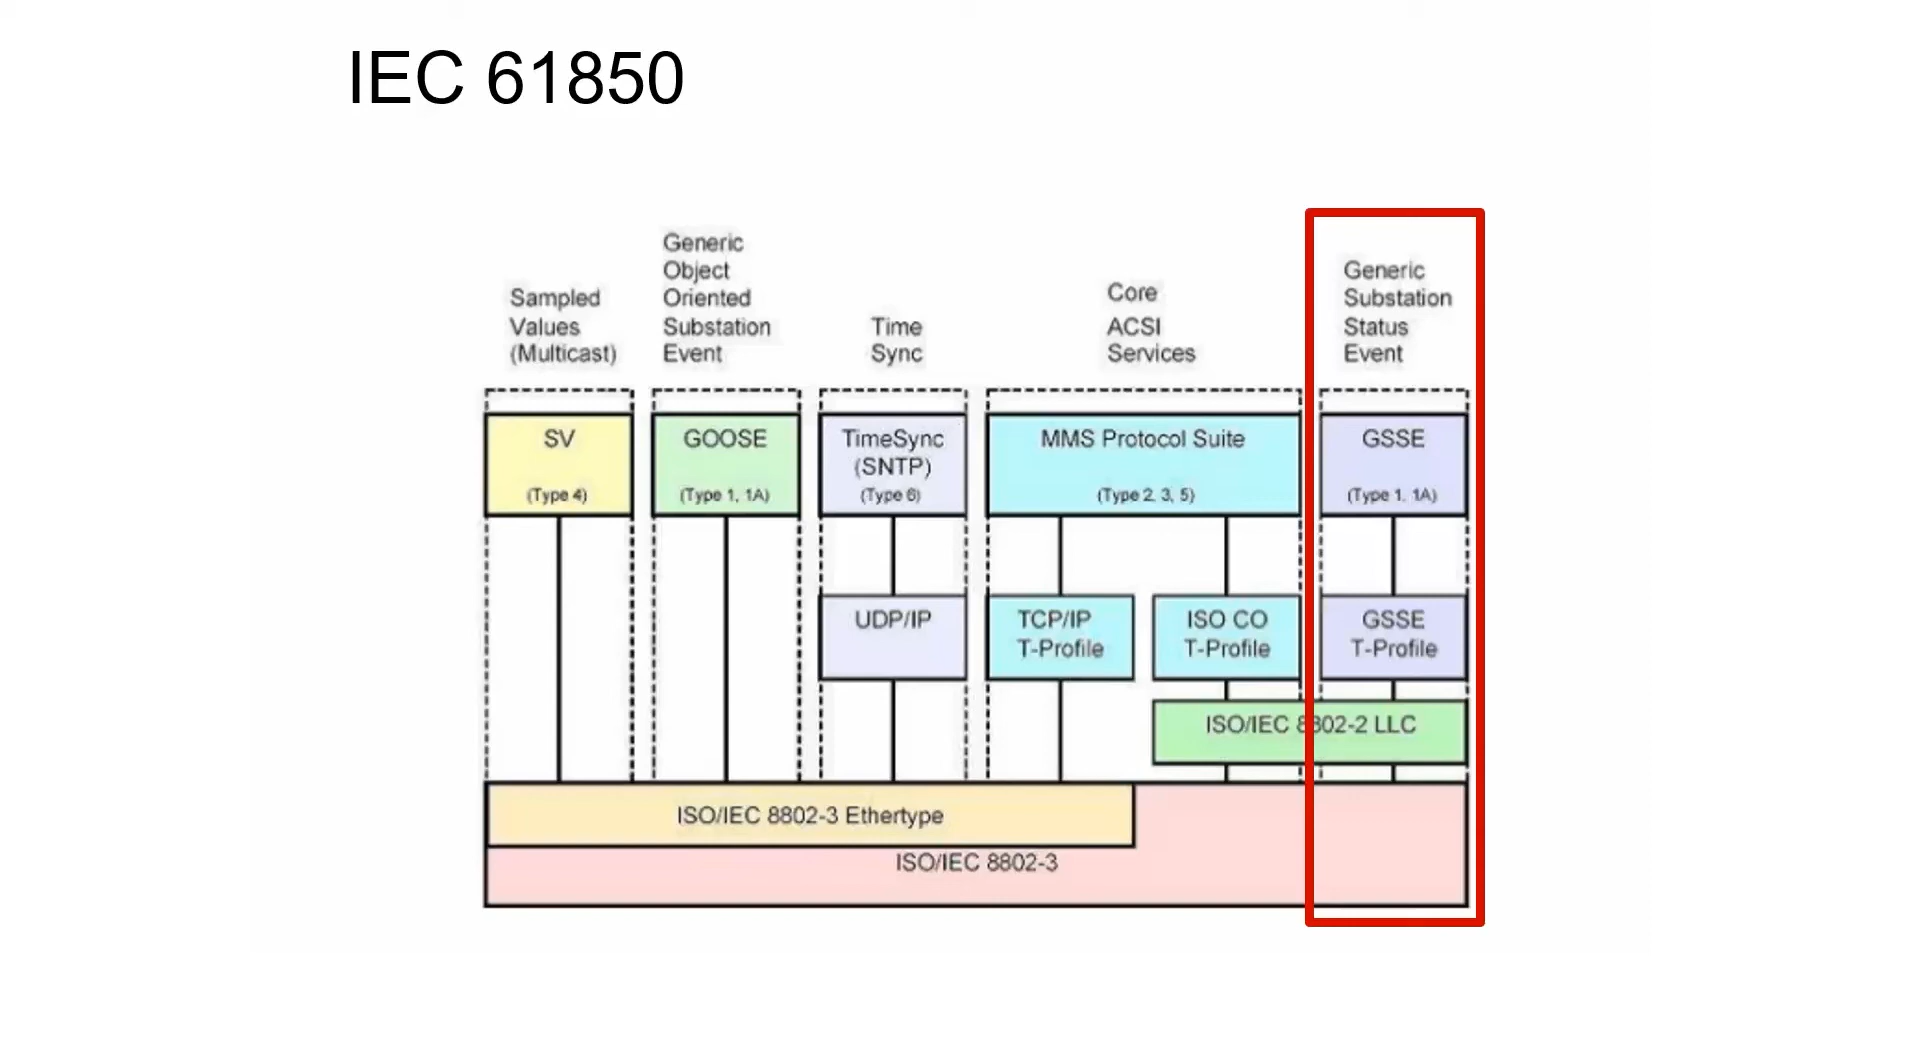 IEC 61850
Sampled
Values
(Multicast)
Generic
Object
Oriented
Substation
Event
Time
Sync
Core
ACSI
Services
Generic
Substation
Status
Event
SV
(Type 4)
GOOSE
(Type 1, 1A)
TimeSync
(SNTP)
(Type 6)
MMS Protocol Suite
(Type 2, 3, 5)
GSSE
(Type 1, 1A)
UDP/IP
TCP/IP
T-Profile
ISO CO
T-Profile
GSSE
T-Profile
ISO/IEC 8802-2 LLC
ISO/IEC 8802-3 Ethertype
ISO/IEC 8802-3